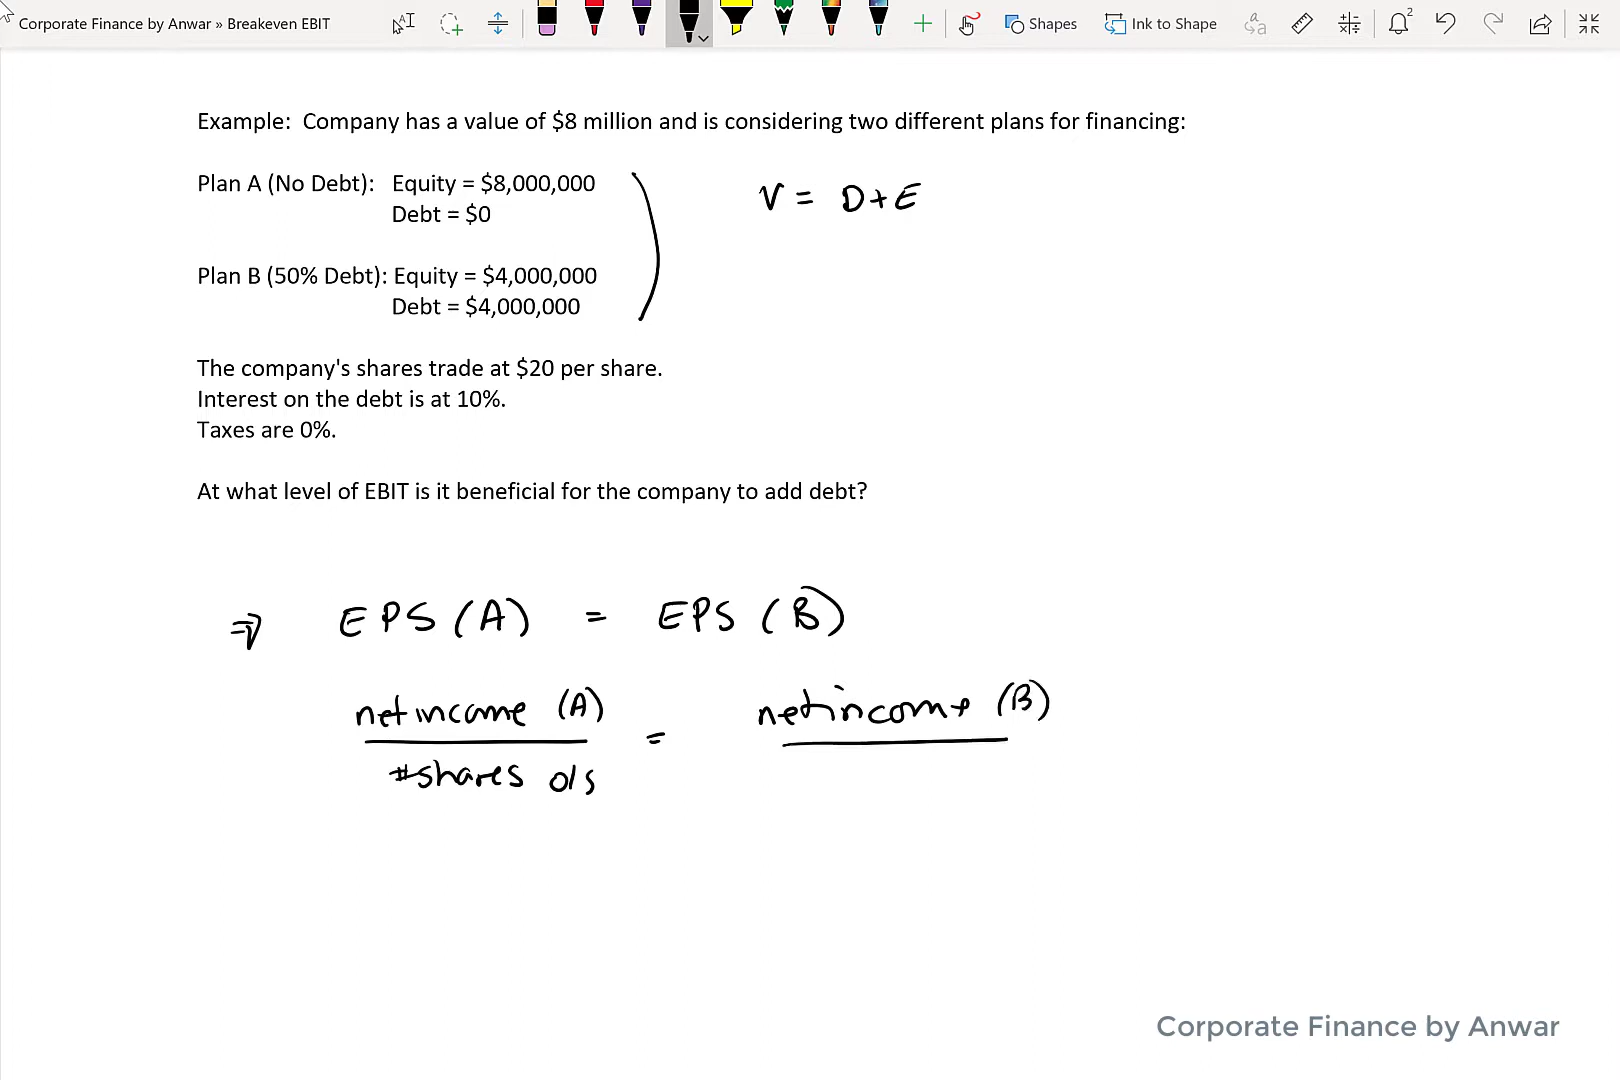 Corporate Finance by Anwar » Breakeven EBIT
Shapes
Ink to Shape
2
Example: Company has a value of $8 million and is considering two different plans for financing:
Plan A (No Debt): Equity = $8,000,000
Debt = $0
V = D+E
Plan B (50% Debt): Equity = $4,000,000
Debt = $4,000,000
The company's shares trade at $20 per share.
Interest on the debt is at 10%.
Taxes are 0%.
At what level of EBIT is it beneficial for the company to add debt?
⇒ EPS (A) = EPS (B)
net income (A) = net income (B)
#shares o/s
Corporate Finance by Anwar